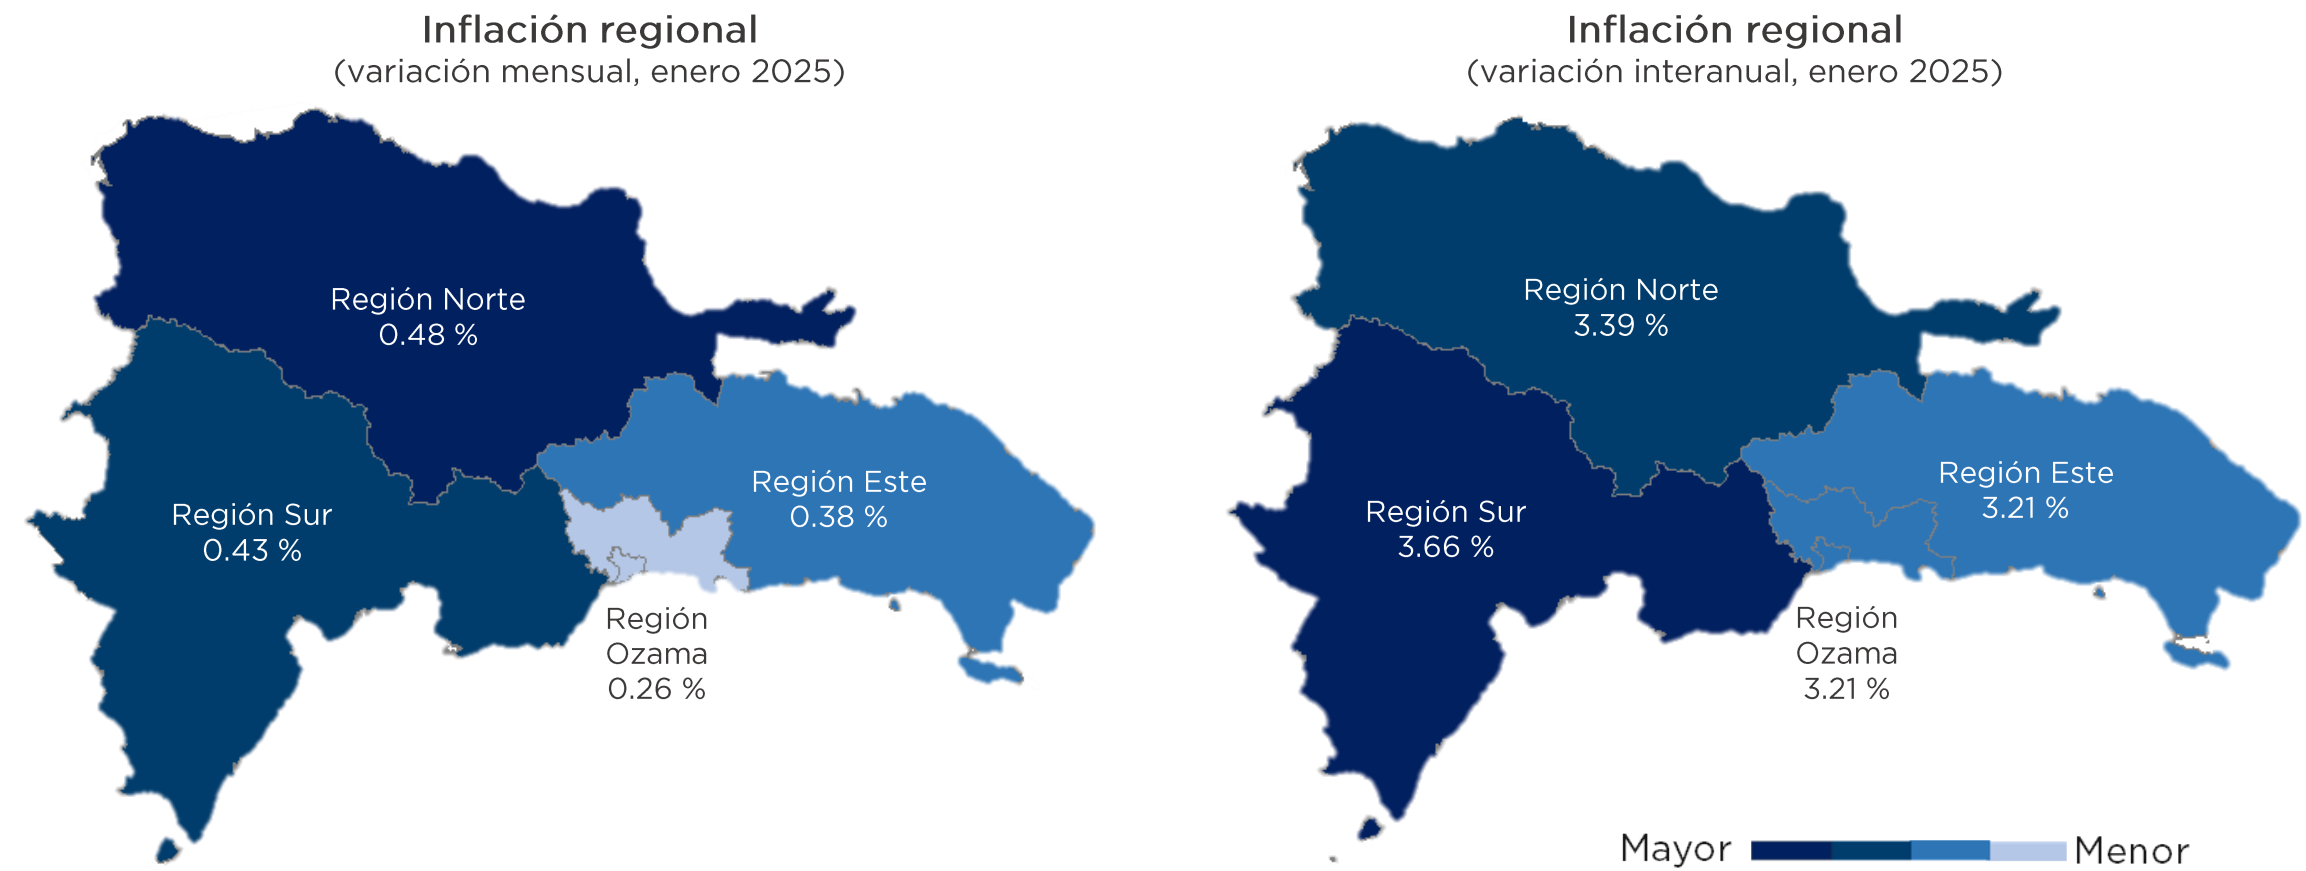 Inflación regional
(variación mensual, enero 2025)
Región Norte
0.48 %
Región Sur
0.43 %
Región Este
0.38 %
Región
Ozama
0.26 %
Inflación regional
(variación interanual, enero 2025)
Región Norte
3.39 %
Región Sur
3.66 %
Región Este
3.21 %
Región
Ozama
3.21 %
Mayor
Menor